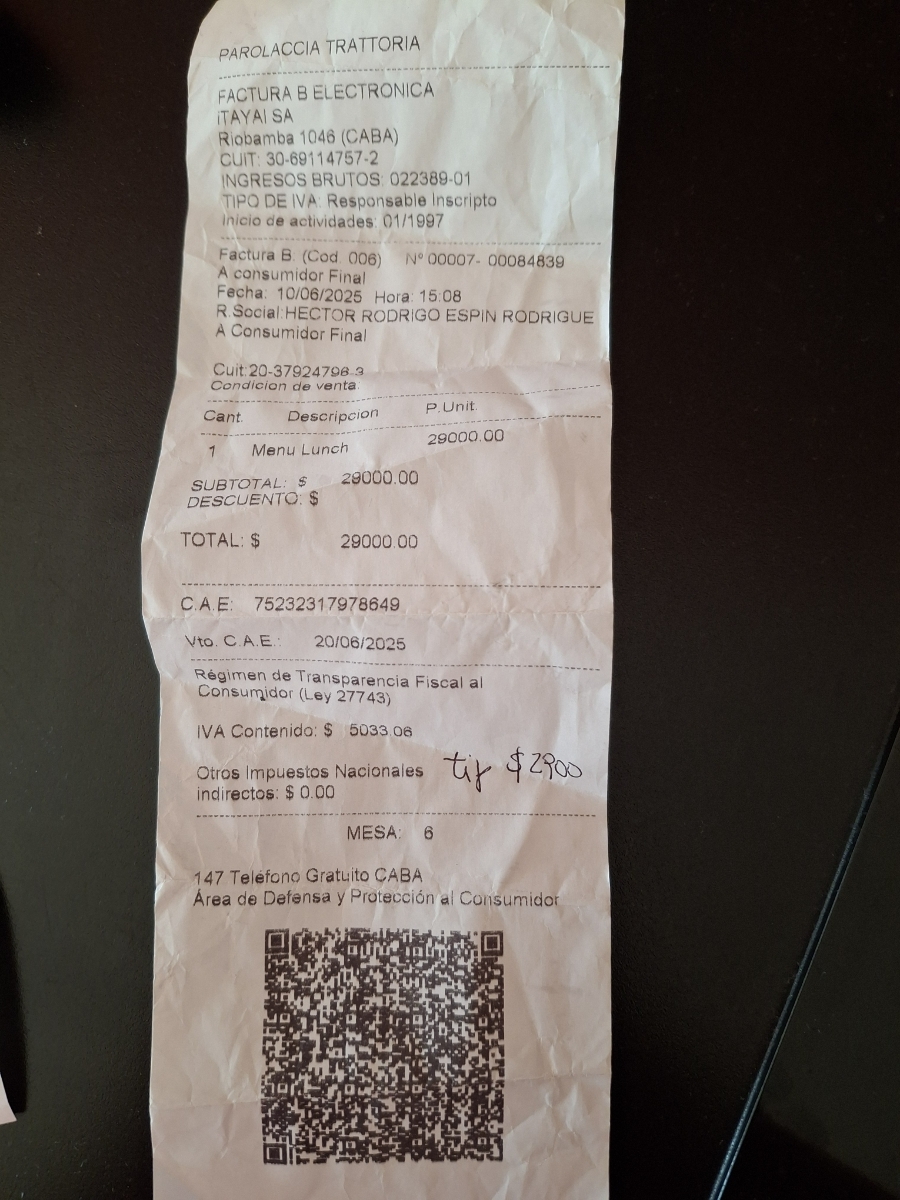 PAROLACCIA TRATTORIA
FACTURA B ELECTRONICA
ITAYAI SA
Riobamba 1046 (CABA)
CUIT: 30-69114757-2
INGRESOS BRUTOS: 022389-01
TIPO DE IVA: Responsable Inscripto
Inicio de actividades: 01/1997
Factura B. (Cod. 006) Nº 00007- 00084839
A consumidor Final
Fecha: 10/06/2025 Hora: 15:08
R.Social:HECTOR RODRIGO ESPIN RODRIGUE
A Consumidor Final
Cuit:20-37924796-3
Condicion de venta:
Cant. Descripcion P.Unit.
1 Menu Lunch 29000.00
SUBTOTAL: $ 29000.00
DESCUENTO: $
TOTAL: $ 29000.00
C.A.E: 75232317978649
Vto. C.A.E.: 20/06/2025
Régimen de Transparencia Fiscal al
Consumidor (Ley 27743)
IVA Contenido: $ 5033.06
tip $2900
Otros Impuestos Nacionales
indirectos: $ 0.00
MESA: 6
147 Teléfono Gratuito CABA
Área de Defensa y Protección al Consumidor